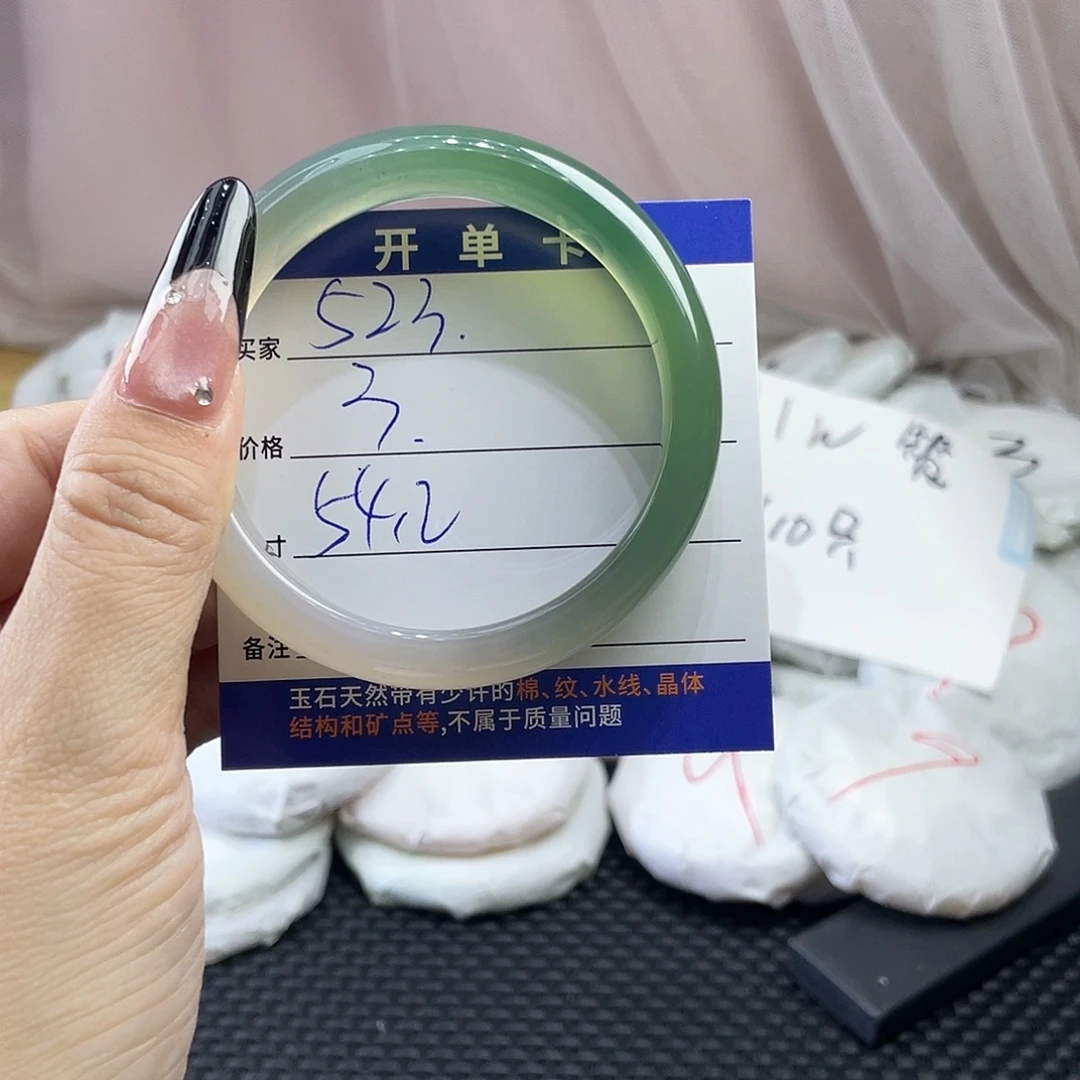 开单卡
买家 523.
价格 3.
寸 54.2
备注
玉石天然带有少许的棉、纹、水线、晶体
结构和矿点等,不属于质量问题
1W
10只